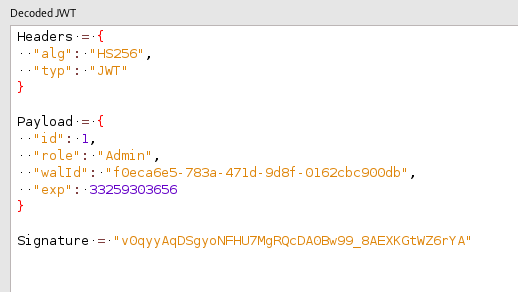 Decoded JWT
Headers = {
  "alg": "HS256",
  "typ": "JWT"
}
Payload = {
  "id": 1,
  "role": "Admin",
  "walId": "f0eca6e5-783a-471d-9d8f-0162cbc900db",
  "exp": 33259303656
}
Signature = "vOqyyAqDSgyoNFHU7MgRQcDA0Bw99_8AEXKGtWZ6rYA"